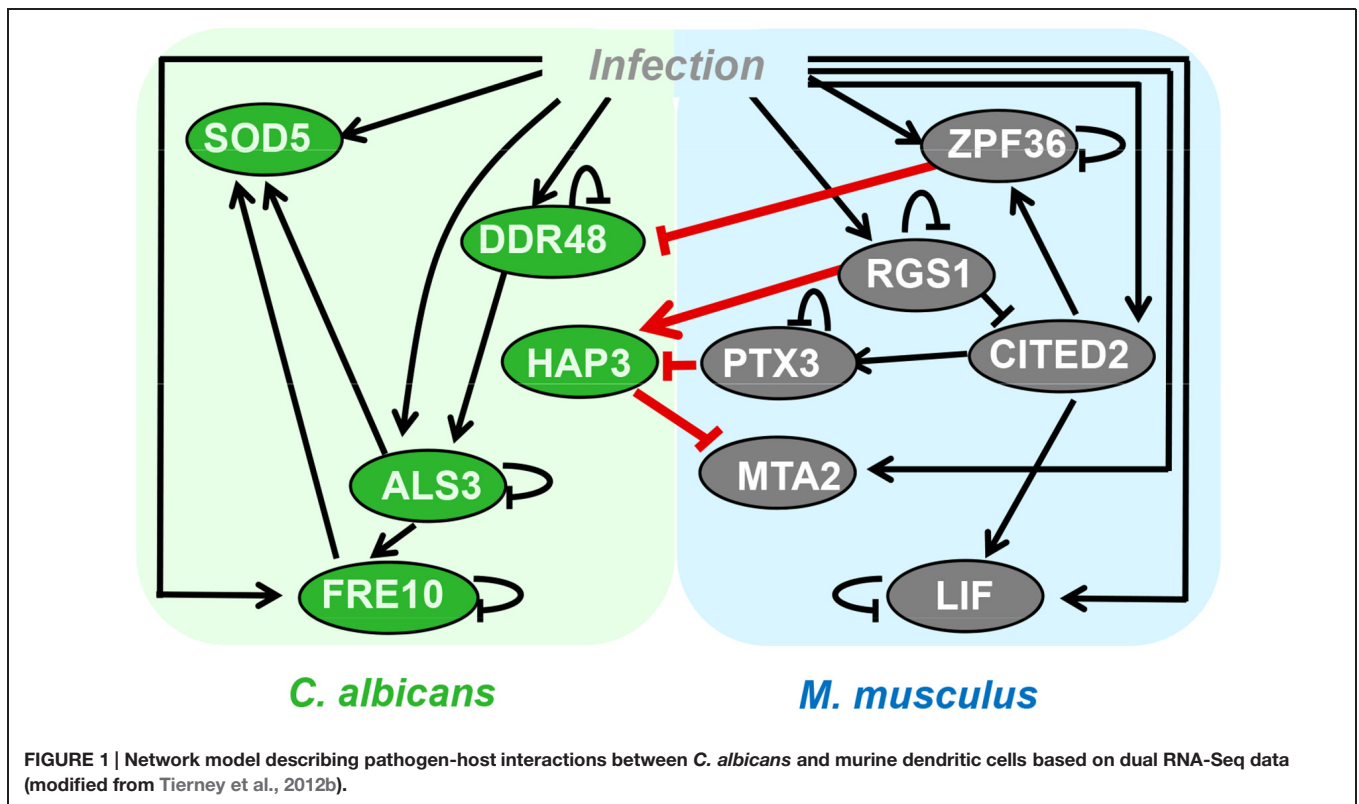 Infection
SOD5
ZPF36
DDR48
RGS1
HAP3
PTX3
CITED2
ALS3
MTA2
FRE10
LIF
C. albicans
M. musculus
FIGURE 1 | Network model describing pathogen-host interactions between C. albicans and murine dendritic cells based on dual RNA-Seq data
(modified from Tierney et al., 2012b).